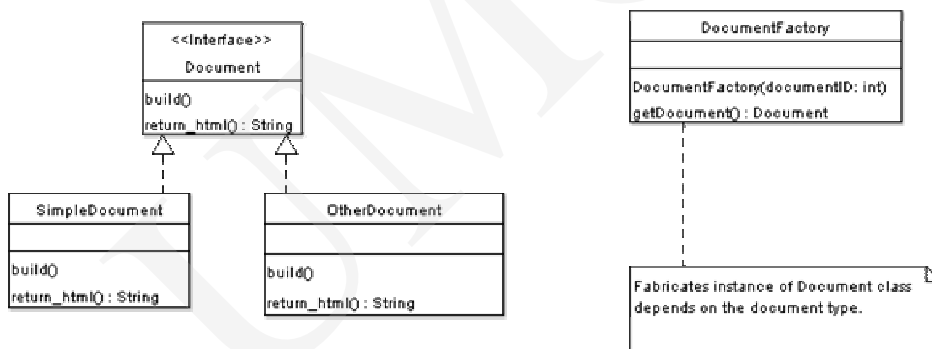 <<Interface>>
Document
build()
return_html() : String
SimpleDocument
build()
return_html() : String
OtherDocument
build()
return_html() : String
DocumentFactory
DocumentFactory(documentID: int)
getDocument() : Document
Fabricates instance of Document class
depends on the document type.
UMC